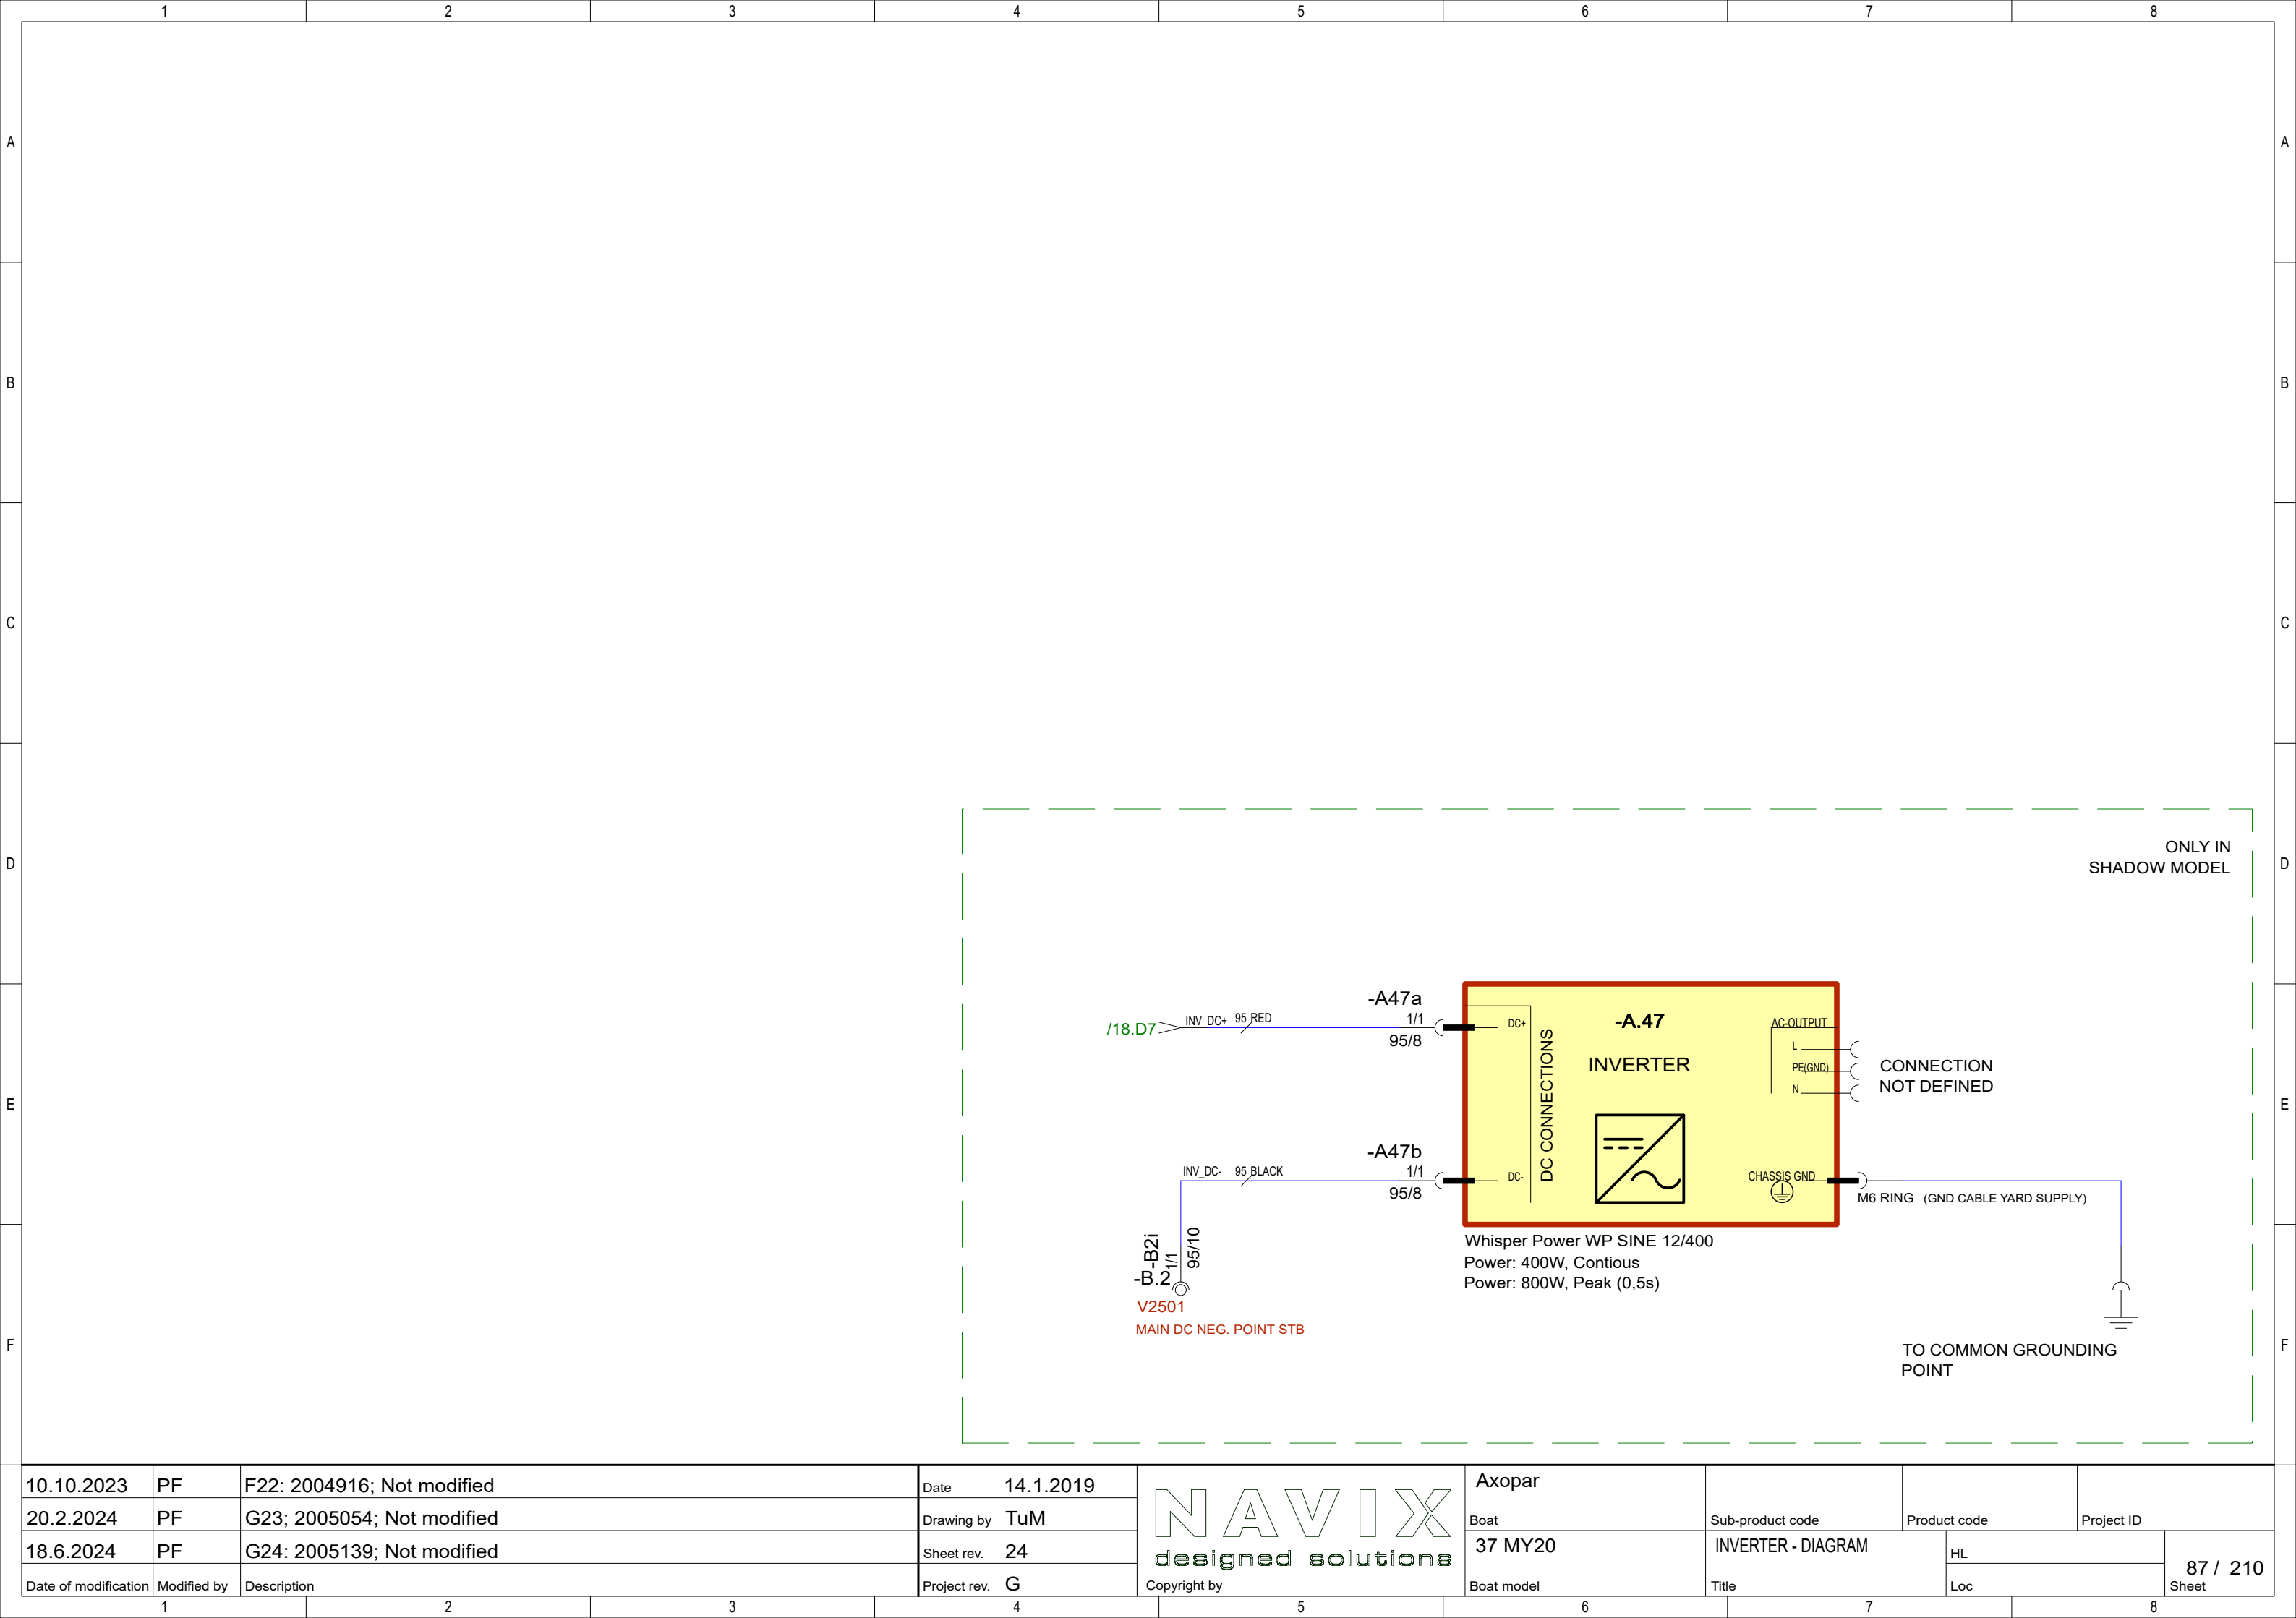 1 2 3 4 5 6 7 8
A A
B B
C C
D D
E E
F F
ONLY IN
SHADOW MODEL
/18.D7
INV_DC+ 95 RED
-A47a
1/1
95/8
DC+
DC CONNECTIONS
-A.47
INVERTER
AC-OUTPUT
L
PE(GND)
N
CONNECTION
NOT DEFINED
INV_DC- 95 BLACK
-A47b
1/1
95/8
DC-
CHASSIS GND
M6 RING (GND CABLE YARD SUPPLY)
-B2i
1/1
95/10
-B.2
V2501
MAIN DC NEG. POINT STB
Whisper Power WP SINE 12/400
Power: 400W, Contious
Power: 800W, Peak (0,5s)
TO COMMON GROUNDING
POINT
10.10.2023 PF F22: 2004916; Not modified
20.2.2024 PF G23; 2005054; Not modified
18.6.2024 PF G24: 2005139; Not modified
Date of modification Modified by Description
Date 14.1.2019
Drawing by TuM
Sheet rev. 24
Project rev. G
NAVIX
designed solutions
Copyright by
Axopar
Boat
37 MY20
Boat model
Sub-product code
Product code
Project ID
INVERTER - DIAGRAM
Title
HL
Loc
87 / 210
Sheet
1 2 3 4 5 6 7 8